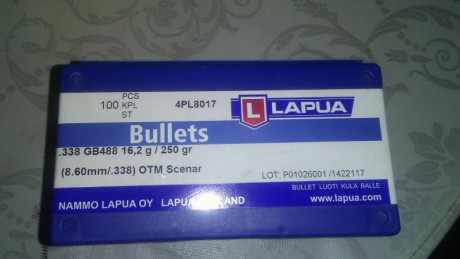 PCS
100 KPL
ST
4PL8017
L LAPUA
Bullets
.338 GB488 16,2 g / 250 gr
(8.60mm/.338) OTM Scenar
LOT: P01026001 /1422117
BULLET LUOTI KULA BALLE
NAMMO LAPUA OY LAPUA
www.lapua.com